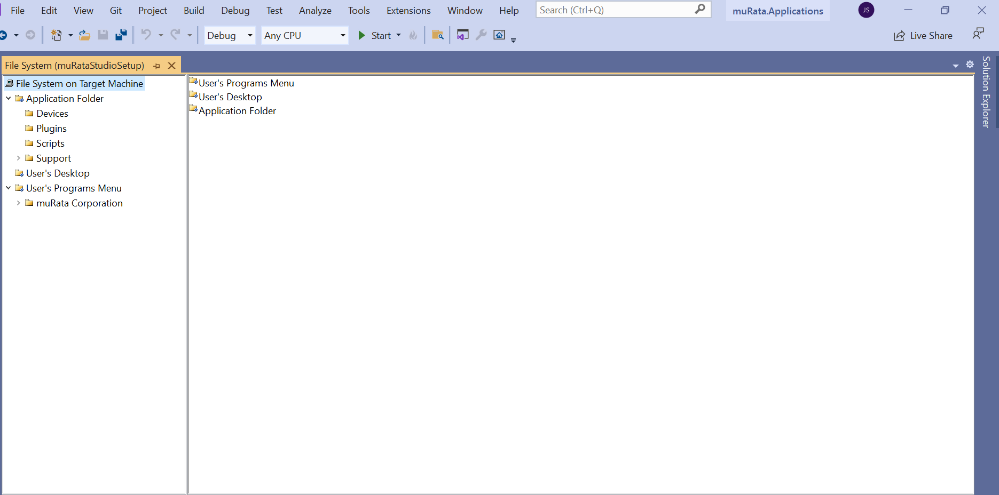 File Edit View Git Project Build Debug Test Analyze Tools Extensions Window Help Search (Ctrl+Q) muRata.Applications JS
Debug Any CPU Start Live Share
File System (muRataStudioSetup)
File System on Target Machine
Application Folder
Devices
Plugins
Scripts
Support
User's Desktop
User's Programs Menu
muRata Corporation
User's Programs Menu
User's Desktop
Application Folder
Solution Explorer